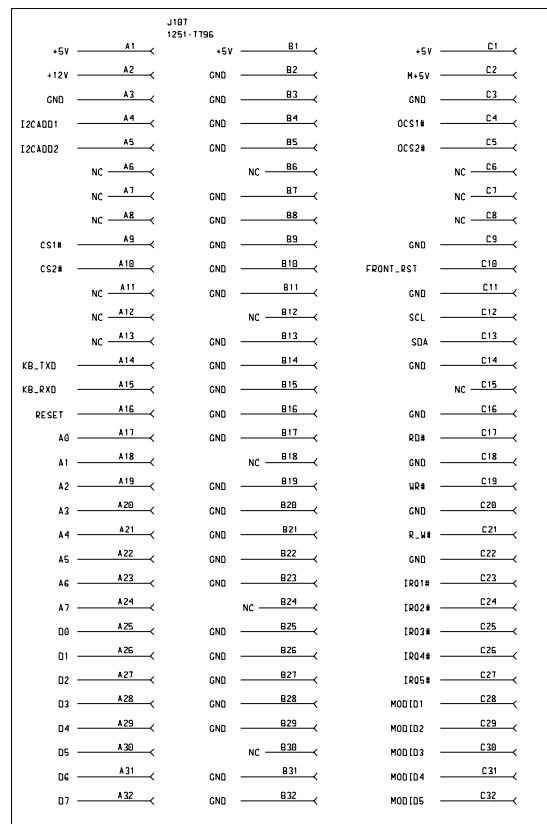 J107
1251-7796
+5V A1 +5V B1 +5V C1
+12V A2 GND B2 M+5V C2
GND A3 GND B3 GND C3
I2CADD1 A4 GND B4 OCS1# C4
I2CADD2 A5 GND B5 OCS2# C5
NC A6 NC B6 NC C6
NC A7 GND B7 NC C7
NC A8 GND B8 NC C8
CS1# A9 GND B9 GND C9
CS2# A10 GND B10 FRONT_RST C10
NC A11 GND B11 GND C11
NC A12 NC B12 SCL C12
NC A13 GND B13 SDA C13
KB_TXD A14 GND B14 GND C14
KB_RXD A15 GND B15 NC C15
RESET A16 GND B16 GND C16
A0 A17 GND B17 RD# C17
A1 A18 NC B18 GND C18
A2 A19 GND B19 WR# C19
A3 A20 GND B20 GND C20
A4 A21 GND B21 R_W# C21
A5 A22 GND B22 GND C22
A6 A23 GND B23 IRQ1# C23
A7 A24 NC B24 IRQ2# C24
D0 A25 GND B25 IRQ3# C25
D1 A26 GND B26 IRQ4# C26
D2 A27 GND B27 IRQ5# C27
D3 A28 GND B28 MODID1 C28
D4 A29 GND B29 MODID2 C29
D5 A30 NC B30 MODID3 C30
D6 A31 GND B31 MODID4 C31
D7 A32 GND B32 MODID5 C32